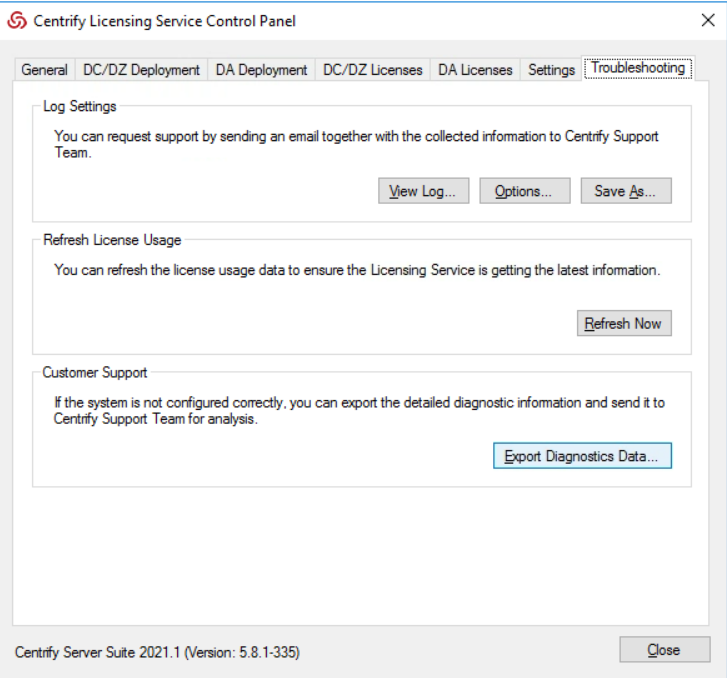 Centrify Licensing Service Control Panel
General DC/DZ Deployment DA Deployment DC/DZ Licenses DA Licenses Settings Troubleshooting
Log Settings
You can request support by sending an email together with the collected information to Centrify Support
Team.
View Log... Options... Save As...
Refresh License Usage
You can refresh the license usage data to ensure the Licensing Service is getting the latest information.
Refresh Now
Customer Support
If the system is not configured correctly, you can export the detailed diagnostic information and send it to
Centrify Support Team for analysis.
Export Diagnostics Data...
Centrify Server Suite 2021.1 (Version: 5.8.1-335)
Close